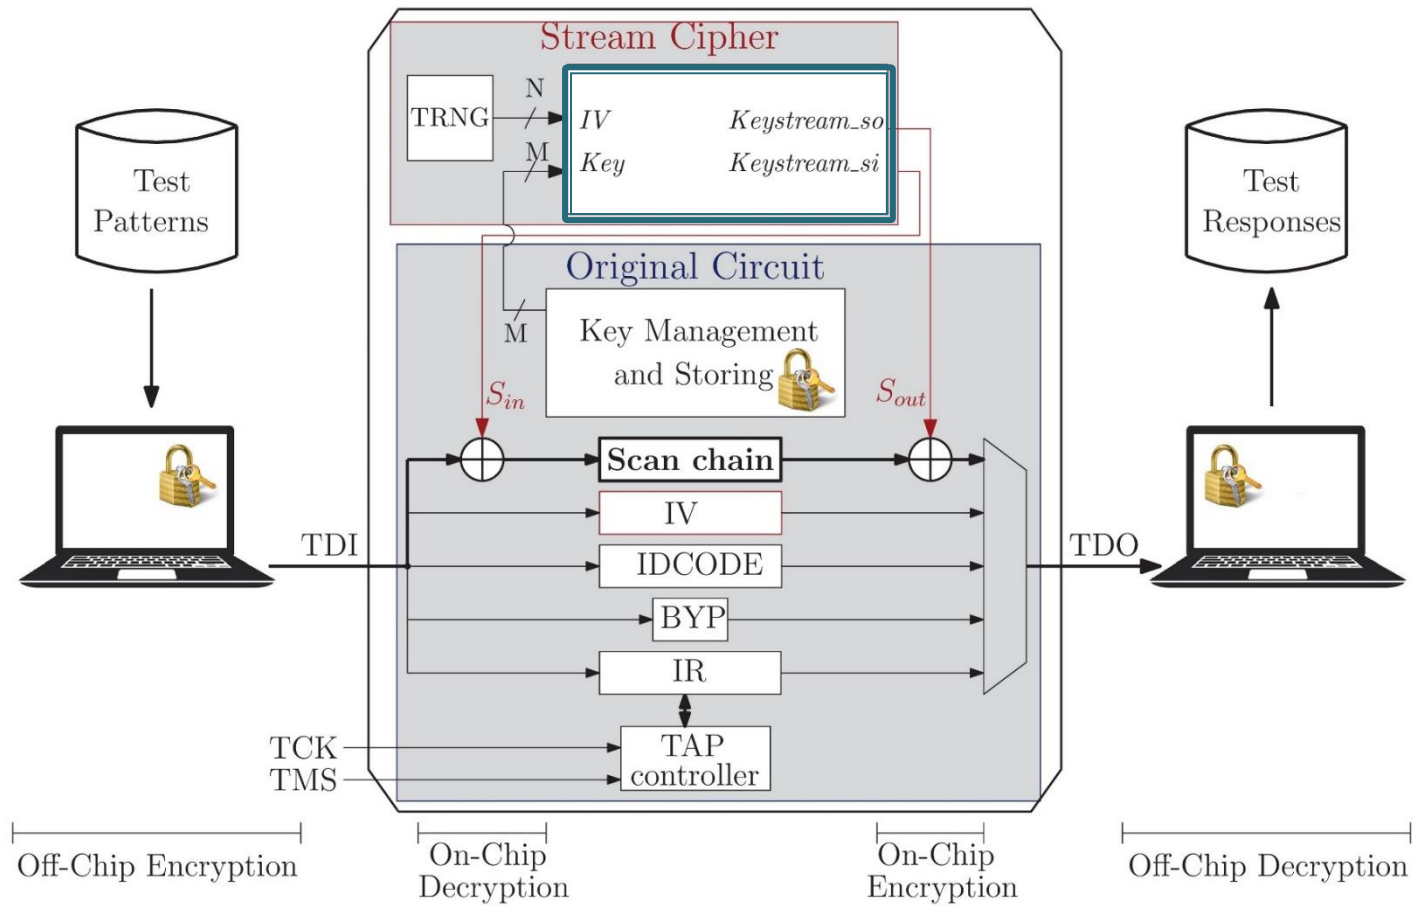 Stream Cipher
TRNG
N
IV
Keystream_so
M
Key
Keystream_si
Test
Patterns
Test
Responses
Original Circuit
Key Management
and Storing
M
S_in
S_out
Scan chain
IV
TDI
IDCODE
TDO
BYP
IR
TCK
TMS
TAP
controller
Off-Chip Encryption
On-Chip
Decryption
On-Chip
Encryption
Off-Chip Decryption